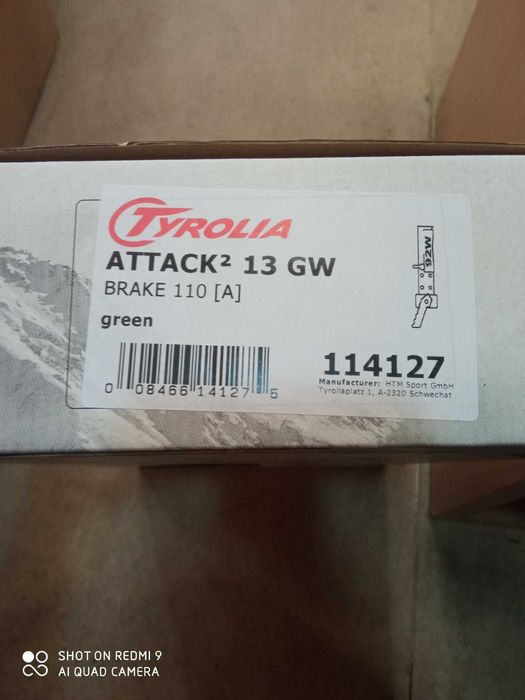 TYROLIA
ATTACK² 13 GW
BRAKE 110 [A]
green
92W
0 08466 14127 5
114127
Manufacturer: HTM Sport GmbH
Tyroliaplatz 1, A-2320 Schwechat
SHOT ON REDMI 9
AI QUAD CAMERA